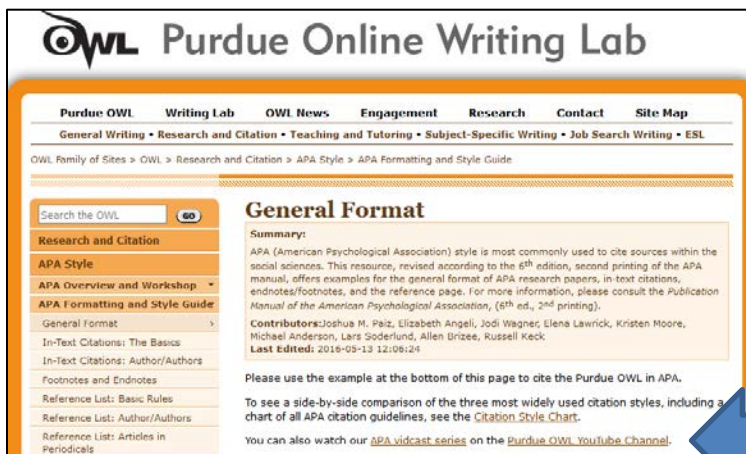 OWL Purdue Online Writing Lab
Purdue OWL Writing Lab OWL News Engagement Research Contact Site Map
General Writing • Research and Citation • Teaching and Tutoring • Subject-Specific Writing • Job Search Writing • ESL
OWL Family of Sites > OWL > Research and Citation > APA Style > APA Formatting and Style Guide
Search the OWL GO
Research and Citation
APA Style
APA Overview and Workshop
APA Formatting and Style Guide
General Format >
In-Text Citations: The Basics
In-Text Citations: Author/Authors
Footnotes and Endnotes
Reference List: Basic Rules
Reference List: Author/Authors
Reference List: Articles in
Periodicals
General Format
Summary:
APA (American Psychological Association) style is most commonly used to cite sources within the
social sciences. This resource, revised according to the 6th edition, second printing of the APA
manual, offers examples for the general format of APA research papers, in-text citations,
endnotes/footnotes, and the reference page. For more information, please consult the Publication
Manual of the American Psychological Association, (6th ed., 2nd printing).
Contributors:Joshua M. Paiz, Elizabeth Angeli, Jodi Wagner, Elena Lawrick, Kristen Moore,
Michael Anderson, Lars Soderlund, Allen Brizee, Russell Keck
Last Edited: 2016-05-13 12:06:24
Please use the example at the bottom of this page to cite the Purdue OWL in APA.
To see a side-by-side comparison of the three most widely used citation styles, including a
chart of all APA citation guidelines, see the Citation Style Chart.
You can also watch our APA vidcast series on the Purdue OWL YouTube Channel.